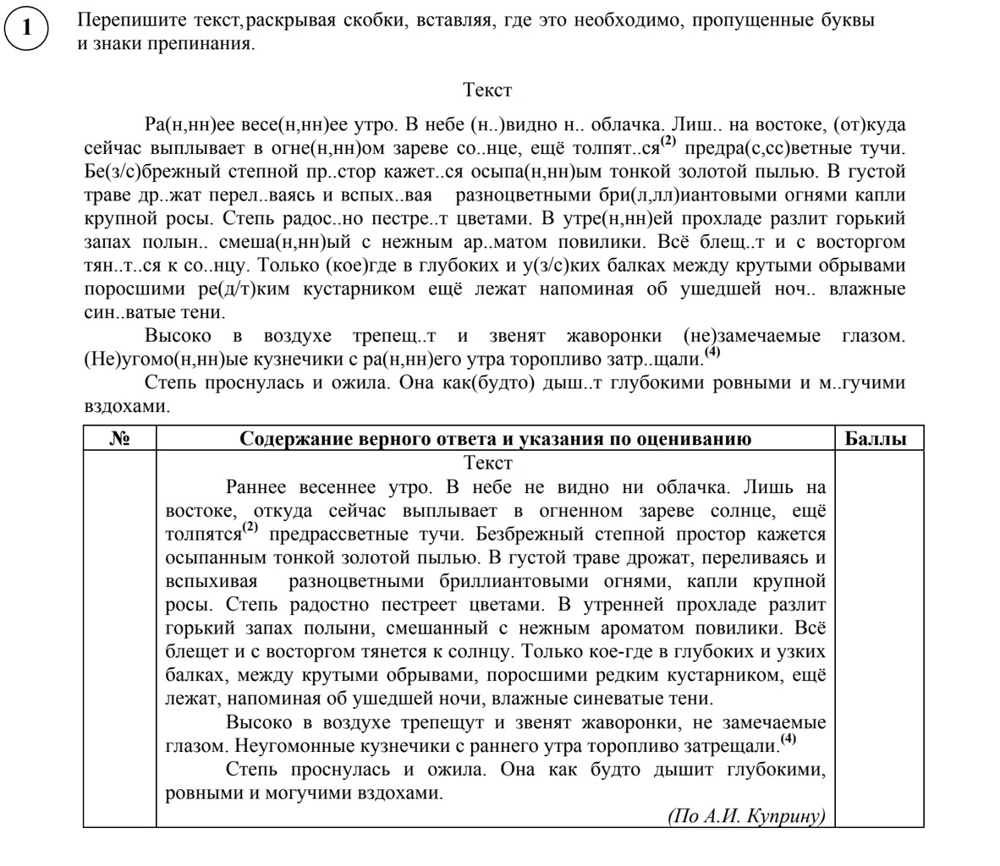 1
Перепишите текст, раскрывая скобки, вставляя, где это необходимо, пропущенные буквы
и знаки препинания.
Текст
Ра(н,нн)ее весе(н,нн)ее утро. В небе (н..)видно н.. облачка. Лиш.. на востоке, (от)куда
сейчас выплывает в огне(н,нн)ом зареве со..нце, ещё толпят..ся(2) предра(с,сс)ветные тучи.
Бе(з/с)брежный степной пр..стор кажет..ся осыпа(н,нн)ым тонкой золотой пылью. В густой
траве др..жат перел..ваясь и вспых..вая разноцветными бри(л,лл)иантовыми огнями капли
крупной росы. Степь радос..но пестре..т цветами. В утре(н,нн)ей прохладе разлит горький
запах полын.. смеша(н,нн)ый с нежным ар..матом повилики. Всё блещ..т и с восторгом
тян..т..ся к со..нцу. Только (кое)где в глубоких и у(з/с)ких балках между крутыми обрывами
поросшими ре(д/т)ким кустарником ещё лежат напоминая об ушедшей ноч.. влажные
син..ватые тени.
Высоко в воздухе трепещ..т и звенят жаворонки (не)замечаемые глазом.
(Не)угомо(н,нн)ые кузнечики с ра(н,нн)его утра торопливо затр..щали.(4)
Степь проснулась и ожила. Она как(будто) дыш..т глубокими ровными и м..гучими
вздохами.
№ Содержание верного ответа и указания по оцениванию Баллы
Текст
Раннее весеннее утро. В небе не видно ни облачка. Лишь на
востоке, откуда сейчас выплывает в огненном зареве солнце, ещё
толпятся(2) предрассветные тучи. Безбрежный степной простор кажется
осыпанным тонкой золотой пылью. В густой траве дрожат, переливаясь и
вспыхивая разноцветными бриллиантовыми огнями, капли крупной
росы. Степь радостно пестреет цветами. В утренней прохладе разлит
горький запах полыни, смешанный с нежным ароматом повилики. Всё
блещет и с восторгом тянется к солнцу. Только кое-где в глубоких и узких
балках, между крутыми обрывами, поросшими редким кустарником, ещё
лежат, напоминая об ушедшей ночи, влажные синеватые тени.
Высоко в воздухе трепещут и звенят жаворонки, не замечаемые
глазом. Неугомонные кузнечики с раннего утра торопливо затрещали.(4)
Степь проснулась и ожила. Она как будто дышит глубокими,
ровными и могучими вздохами.
(По А.И. Куприну)